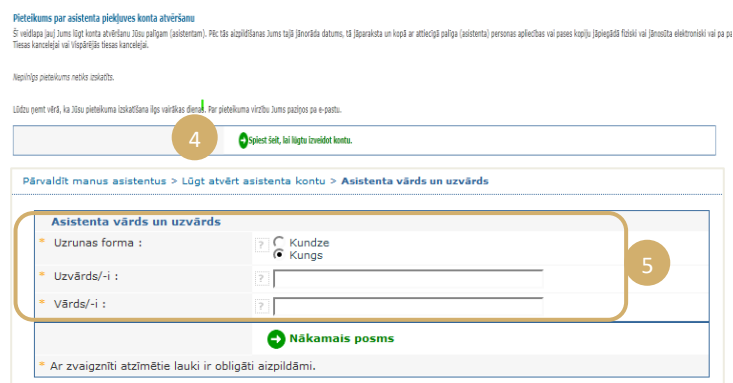 Pieteikums par asistenta piekļuves konta atvēršanu
Šī veidlapa ļauj Jums lūgt konta atvēršanu Jūsu palīgam (asistentam). Pēc tās aizpildīšanas Jums tajā jānorāda datums, tā jāparaksta un kopā ar attiecīgā palīga (asistenta) personas apliecības vai pases kopiju jāpiegādā fiziski vai jānosūta elektroniski vai pa pa
Tiesas kancelejai vai Vispārējās tiesas kancelejai.
Nepilnīgs pieteikums netiks izskatīts.
Lūdzu ņemt vērā, ka Jūsu pieteikuma izskatīšana ilgs vairākas dienas. Par pieteikuma virzību Jums paziņos pa e-pastu.
4
Spiest šeit, lai lūgtu izveidot kontu.
Pārvaldīt manus asistentus > Lūgt atvērt asistenta kontu > Asistenta vārds un uzvārds
Asistenta vārds un uzvārds
* Uzrunas forma : ? Kundze
Kungs
5
* Uzvārds/-i : ?
* Vārds/-i : ?
Nākamais posms
* Ar zvaigznīti atzīmētie lauki ir obligāti aizpildāmi.